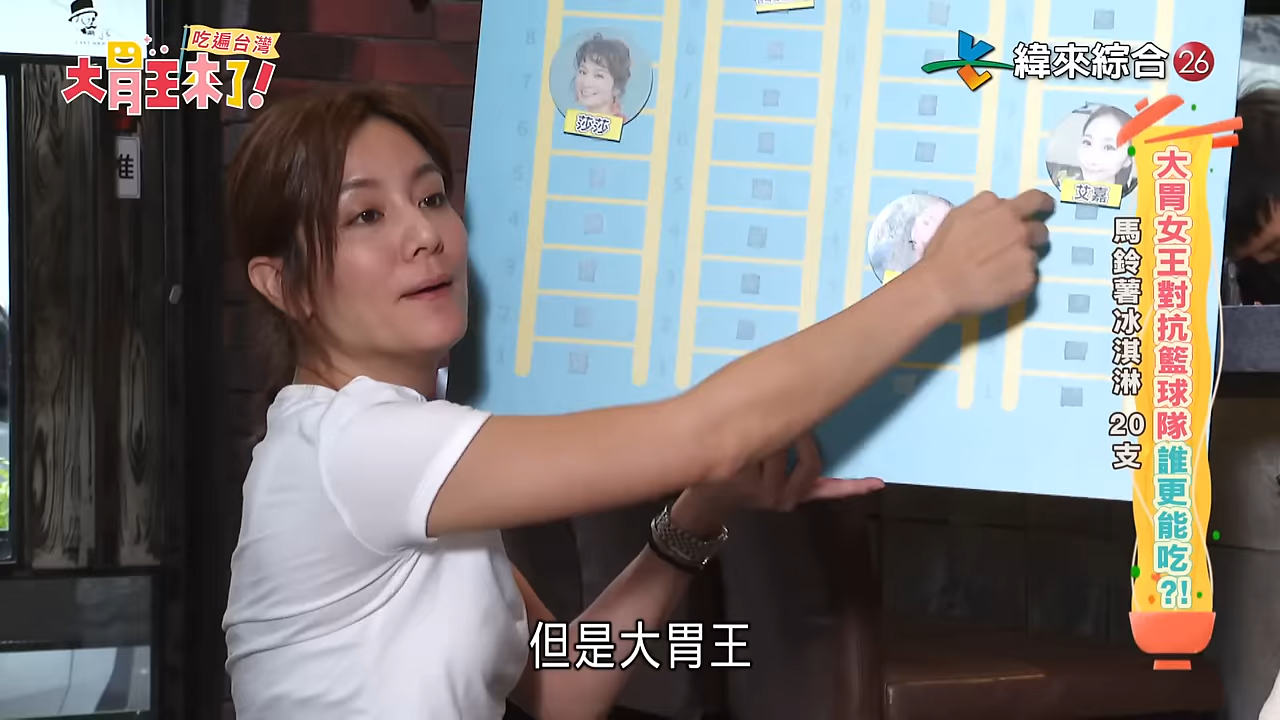 吃遍台灣
大胃王來了!
緯來綜合26
莎莎
艾嘉
大胃女王對抗籃球隊誰更能吃?!
馬鈴薯冰淇淋 20支
但是大胃王